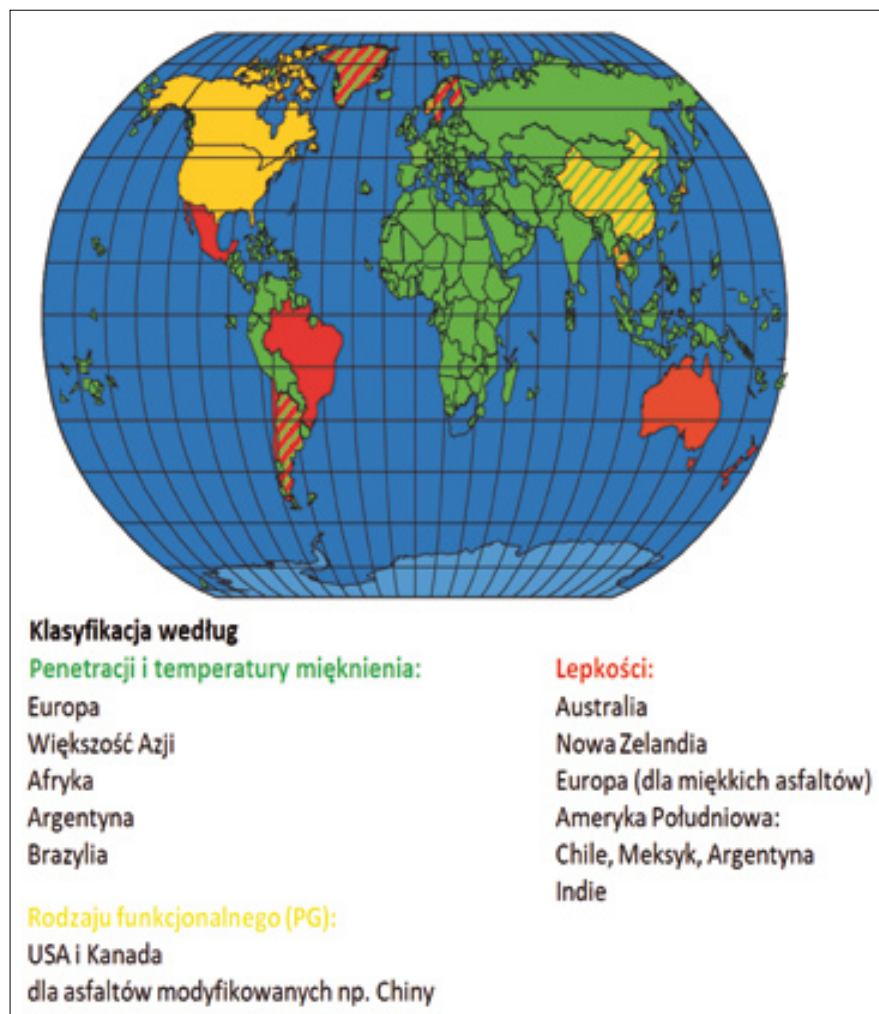 Klasyfikacja według
Penetracji i temperatury mięknienia:
Europa
Większość Azji
Afryka
Argentyna
Brazylia
Rodzaju funkcjonalnego (PG):
USA i Kanada
dla asfaltów modyfikowanych np. Chiny
Lepkości:
Australia
Nowa Zelandia
Europa (dla miękkich asfaltów)
Ameryka Południowa:
Chile, Meksyk, Argentyna
Indie